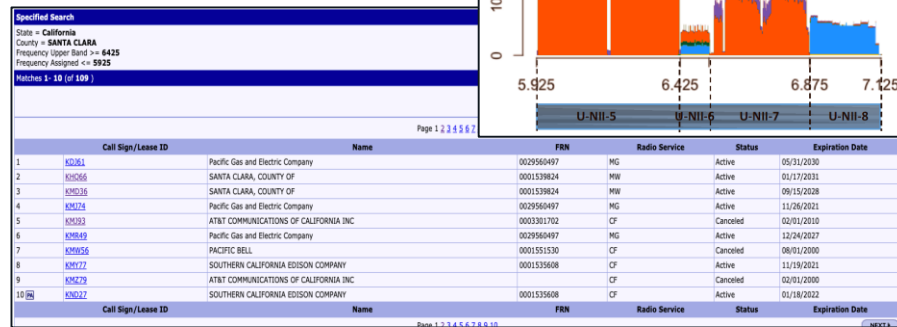 Specified Search
State = California
County = SANTA CLARA
Frequency Upper Band >= 6425
Frequency Assigned <= 5925
Matches 1- 10 (of 109 )
10
0
5.925 6.425 6.875 7.125
U-NII-5 U-NII-6 U-NII-7 U-NII-8
Page 1 2 3 4 5 6 7
Call Sign/Lease ID Name FRN Radio Service Status Expiration Date
1 KDJ61 Pacific Gas and Electric Company 0029560497 MG Active 05/31/2030
2 KHO66 SANTA CLARA, COUNTY OF 0001539824 MW Active 01/17/2031
3 KMD36 SANTA CLARA, COUNTY OF 0001539824 MW Active 09/15/2028
4 KMJ74 Pacific Gas and Electric Company 0029560497 MG Active 11/26/2021
5 KMJ93 AT&T COMMUNICATIONS OF CALIFORNIA INC 0003301702 CF Canceled 02/01/2010
6 KMR49 Pacific Gas and Electric Company 0029560497 MG Active 12/24/2027
7 KMW56 PACIFIC BELL 0001551530 CF Canceled 08/01/2000
8 KMY77 SOUTHERN CALIFORNIA EDISON COMPANY 0001535608 CF Active 11/19/2021
9 KMZ79 AT&T COMMUNICATIONS OF CALIFORNIA INC CF Canceled 02/01/2000
10 PA KND27 SOUTHERN CALIFORNIA EDISON COMPANY 0001535608 CF Active 01/18/2022
Call Sign/Lease ID Name FRN Radio Service Status Expiration Date
Page 1 2 3 4 5 6 7 8 9 10
NEXT